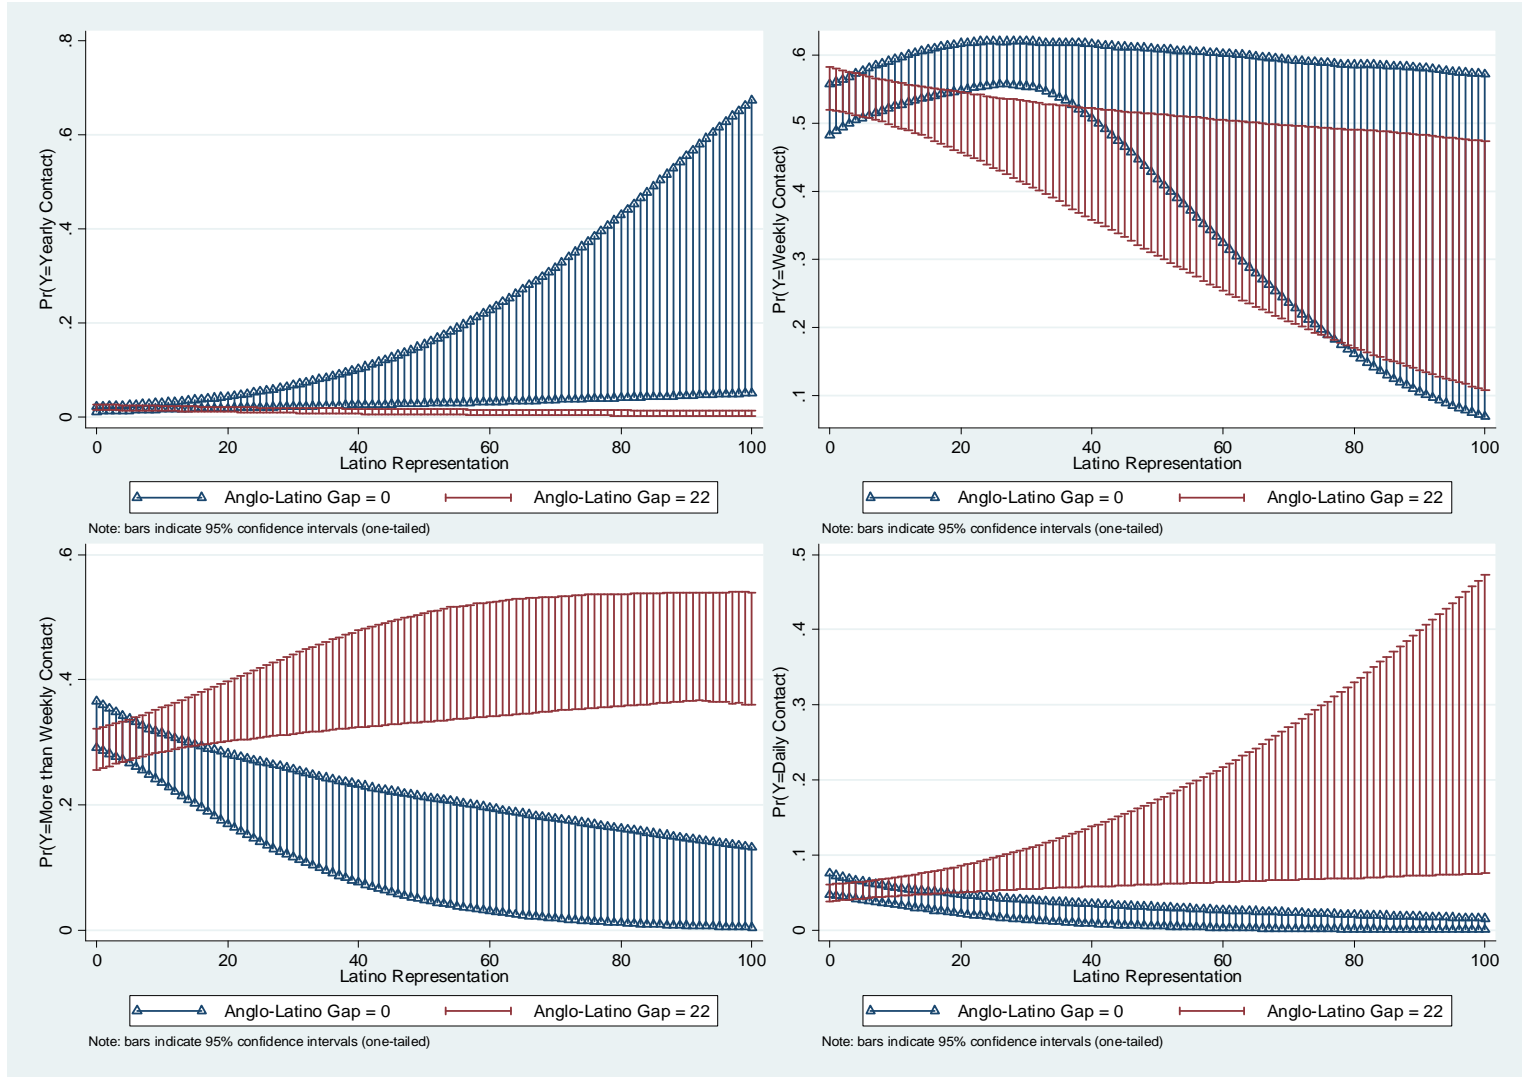 Pr(Y=Yearly Contact)
.8
.6
.4
.2
0
0 20 40 60 80 100
Latino Representation
Anglo-Latino Gap = 0 Anglo-Latino Gap = 22
Note: bars indicate 95% confidence intervals (one-tailed)
Pr(Y=Weekly Contact)
.6
.5
.4
.3
.2
.1
0 20 40 60 80 100
Latino Representation
Anglo-Latino Gap = 0 Anglo-Latino Gap = 22
Note: bars indicate 95% confidence intervals (one-tailed)
Pr(Y=More than Weekly Contact)
.6
.4
.2
0
0 20 40 60 80 100
Latino Representation
Anglo-Latino Gap = 0 Anglo-Latino Gap = 22
Note: bars indicate 95% confidence intervals (one-tailed)
Pr(Y=Daily Contact)
.5
.4
.3
.2
.1
0
0 20 40 60 80 100
Latino Representation
Anglo-Latino Gap = 0 Anglo-Latino Gap = 22
Note: bars indicate 95% confidence intervals (one-tailed)